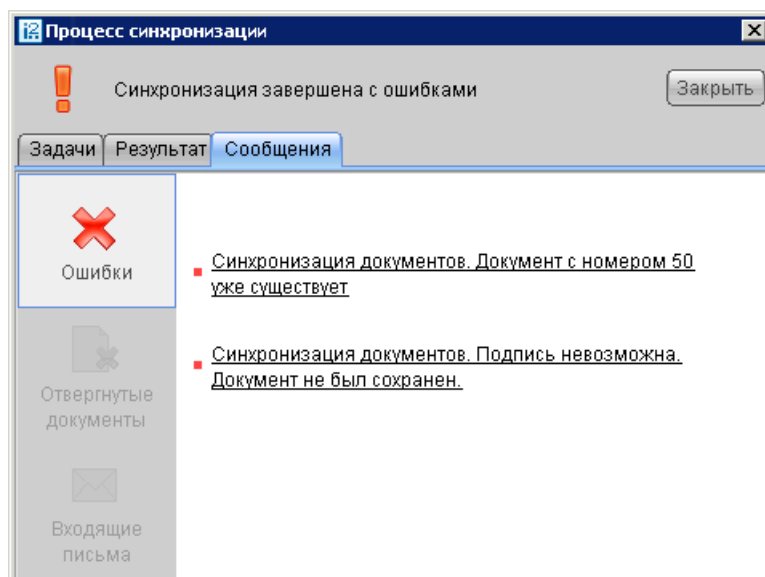 Процесс синхронизации
Синхронизация завершена с ошибками
Закрыть
Задачи Результат Сообщения
Ошибки
Синхронизация документов. Документ с номером 50
уже существует
Синхронизация документов. Подпись невозможна.
Документ не был сохранен.
Отвергнутые
документы
Входящие
письма